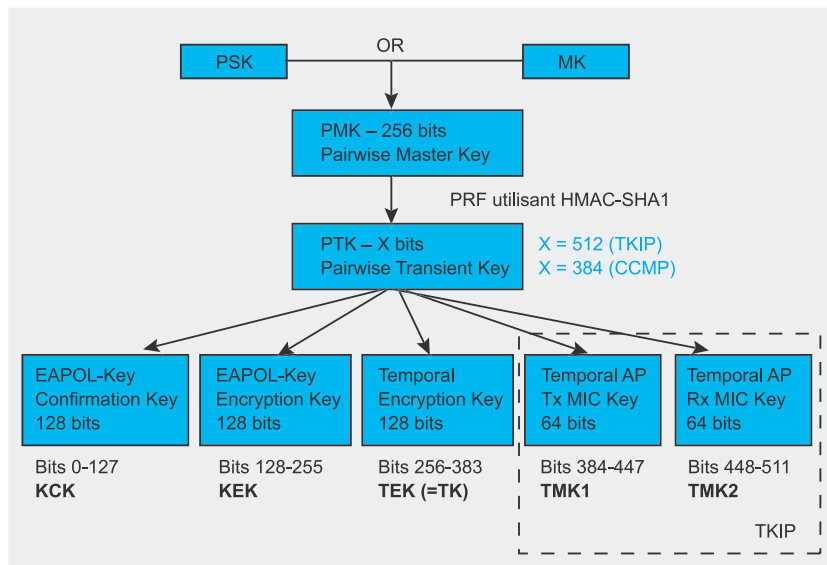 OR
PSK
MK
PMK – 256 bits
Pairwise Master Key
PRF utilisant HMAC-SHA1
PTK – X bits
Pairwise Transient Key
X = 512 (TKIP)
X = 384 (CCMP)
EAPOL-Key
Confirmation Key
128 bits
EAPOL-Key
Encryption Key
128 bits
Temporal
Encryption Key
128 bits
Temporal AP
Tx MIC Key
64 bits
Temporal AP
Rx MIC Key
64 bits
Bits 0-127
KCK
Bits 128-255
KEK
Bits 256-383
TEK (=TK)
Bits 384-447
TMK1
Bits 448-511
TMK2
TKIP